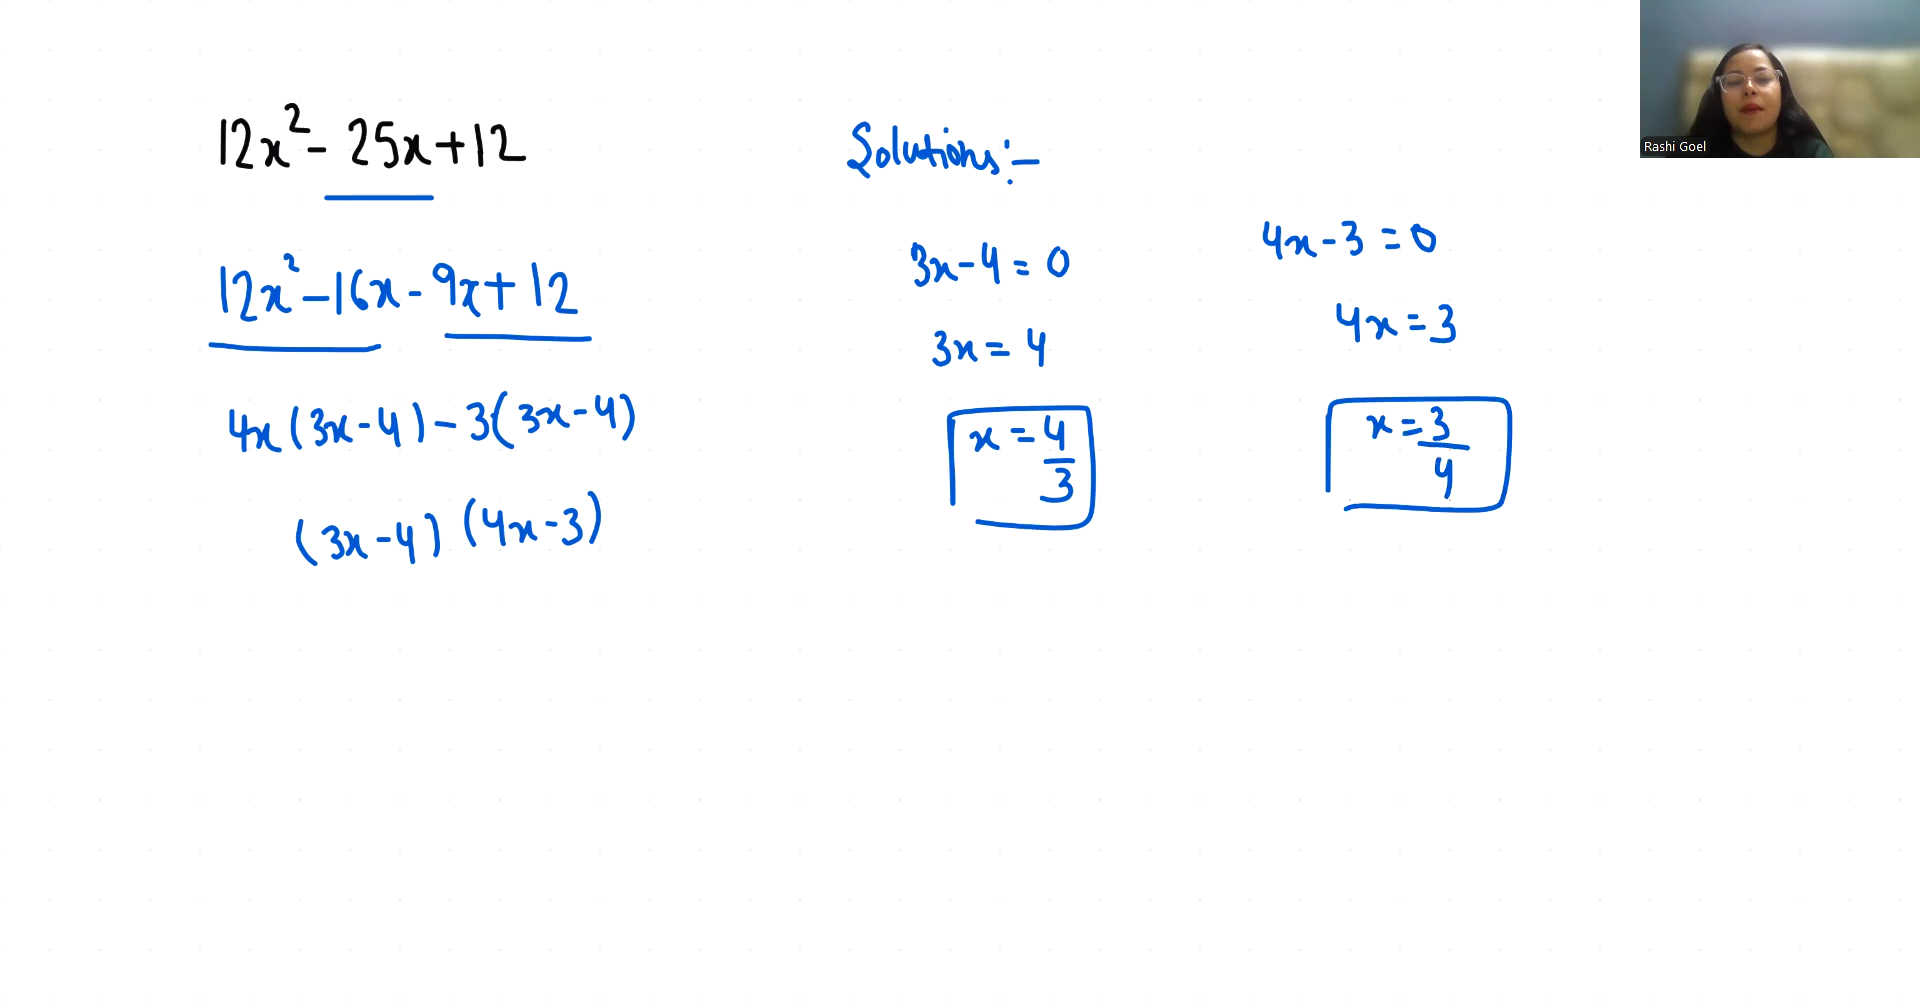 12x² - 25x + 12
12x² - 16x - 9x + 12
4x (3x - 4) - 3(3x - 4)
(3x - 4) (4x - 3)
Solutions :-
3x - 4 = 0
3x = 4
x = 4/3
4x - 3 = 0
4x = 3
x = 3/4
Rashi Goel